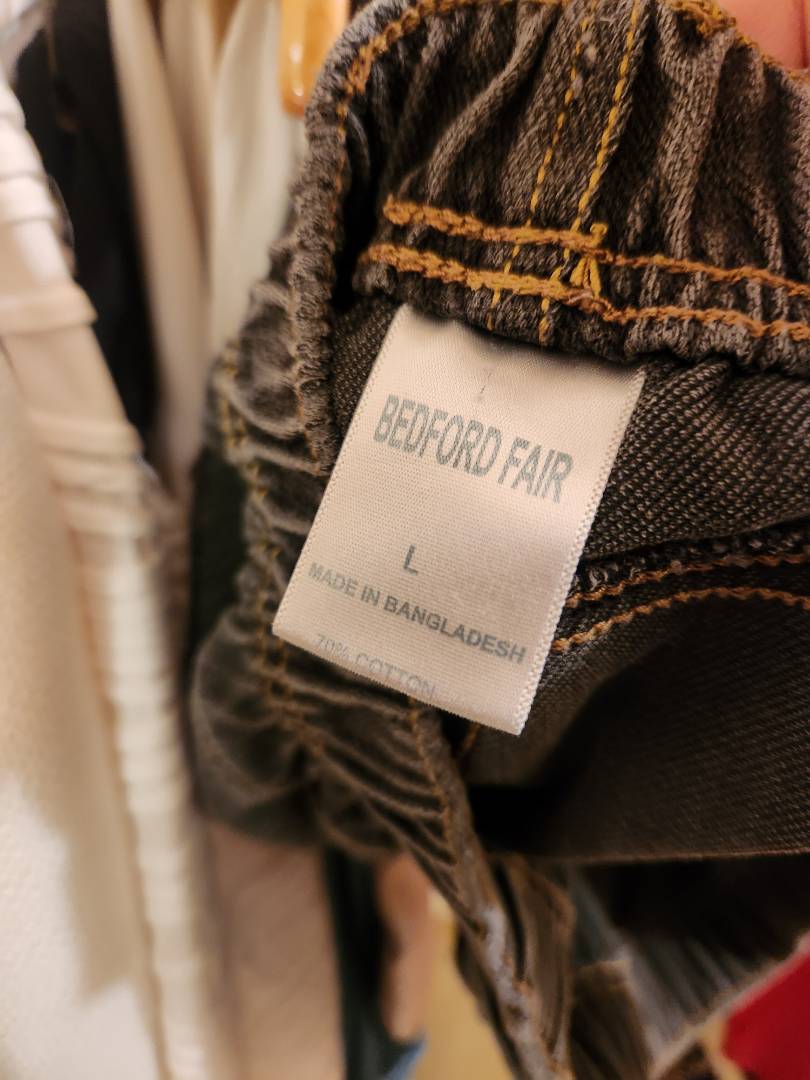 BEDFORD FAIR
L
MADE IN BANGLADESH
70% COTTON